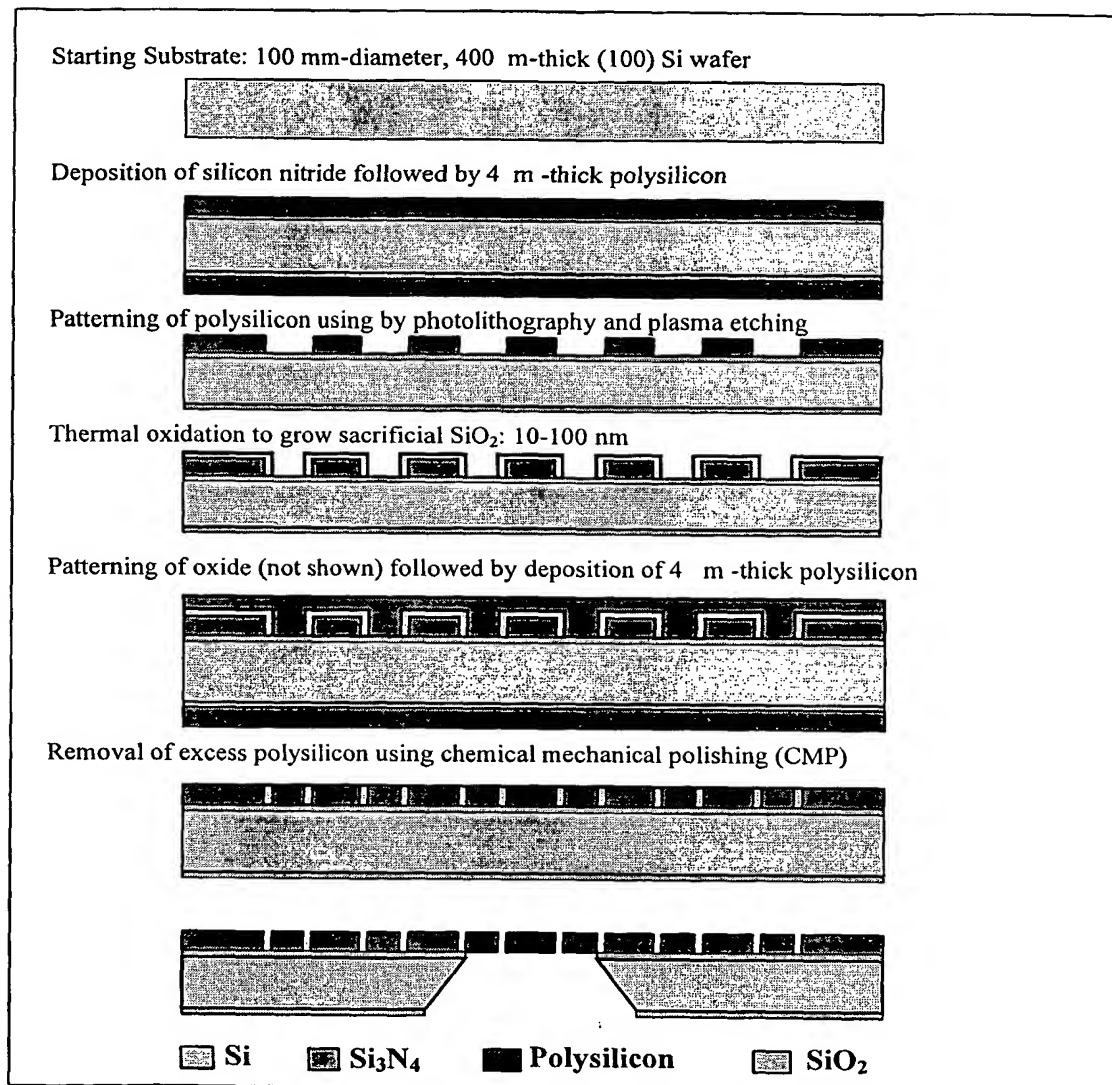 Starting Substrate: 100 mm-diameter, 400 m-thick (100) Si wafer
Deposition of silicon nitride followed by 4 m -thick polysilicon
Patterning of polysilicon using by photolithography and plasma etching
Thermal oxidation to grow sacrificial SiO₂: 10-100 nm
Patterning of oxide (not shown) followed by deposition of 4 m -thick polysilicon
Removal of excess polysilicon using chemical mechanical polishing (CMP)
Si Si₃N₄ Polysilicon SiO₂